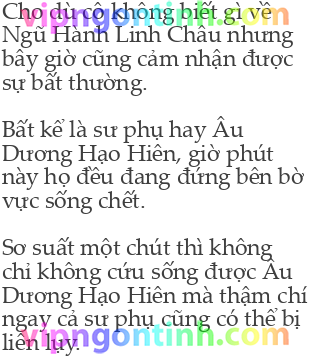 Cho dù cô không biết gì về
Ngũ Hành Linh Châu nhưng
bây giờ cũng cảm nhận được
sự bất thường.
Bất kể là sư phụ hay Âu
Dương Hạo Hiên, giờ phút
này họ đều đang đứng bên bờ
vực sống chết.
Sơ suất một chút thì không
chỉ không cứu sống được Âu
Dương Hạo Hiên mà thậm chí
ngay cả sư phụ cũng có thể bị
liên lụy.
vipngontinh.com
vipngontinh.com